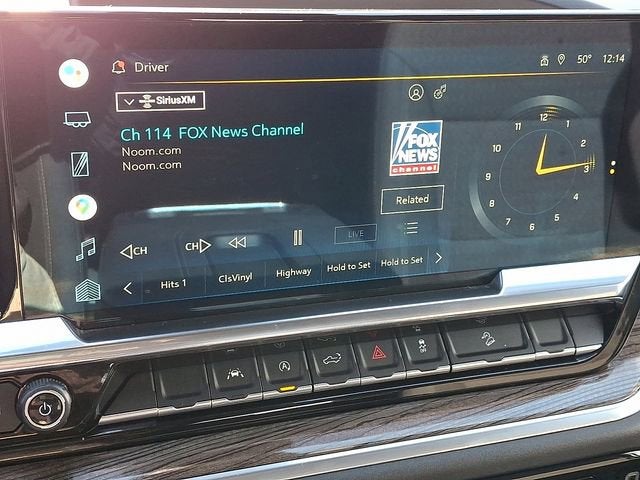 Driver
50° 12:14
SiriusXM
Ch 114 FOX News Channel
Noom.com
Noom.com
FOX
NEWS
channel
Related
CH
CH
LIVE
Hits 1
ClsVinyl
Highway
Hold to Set
Hold to Set
12
1
2
3
4
5
6
7
8
9
10
11
A